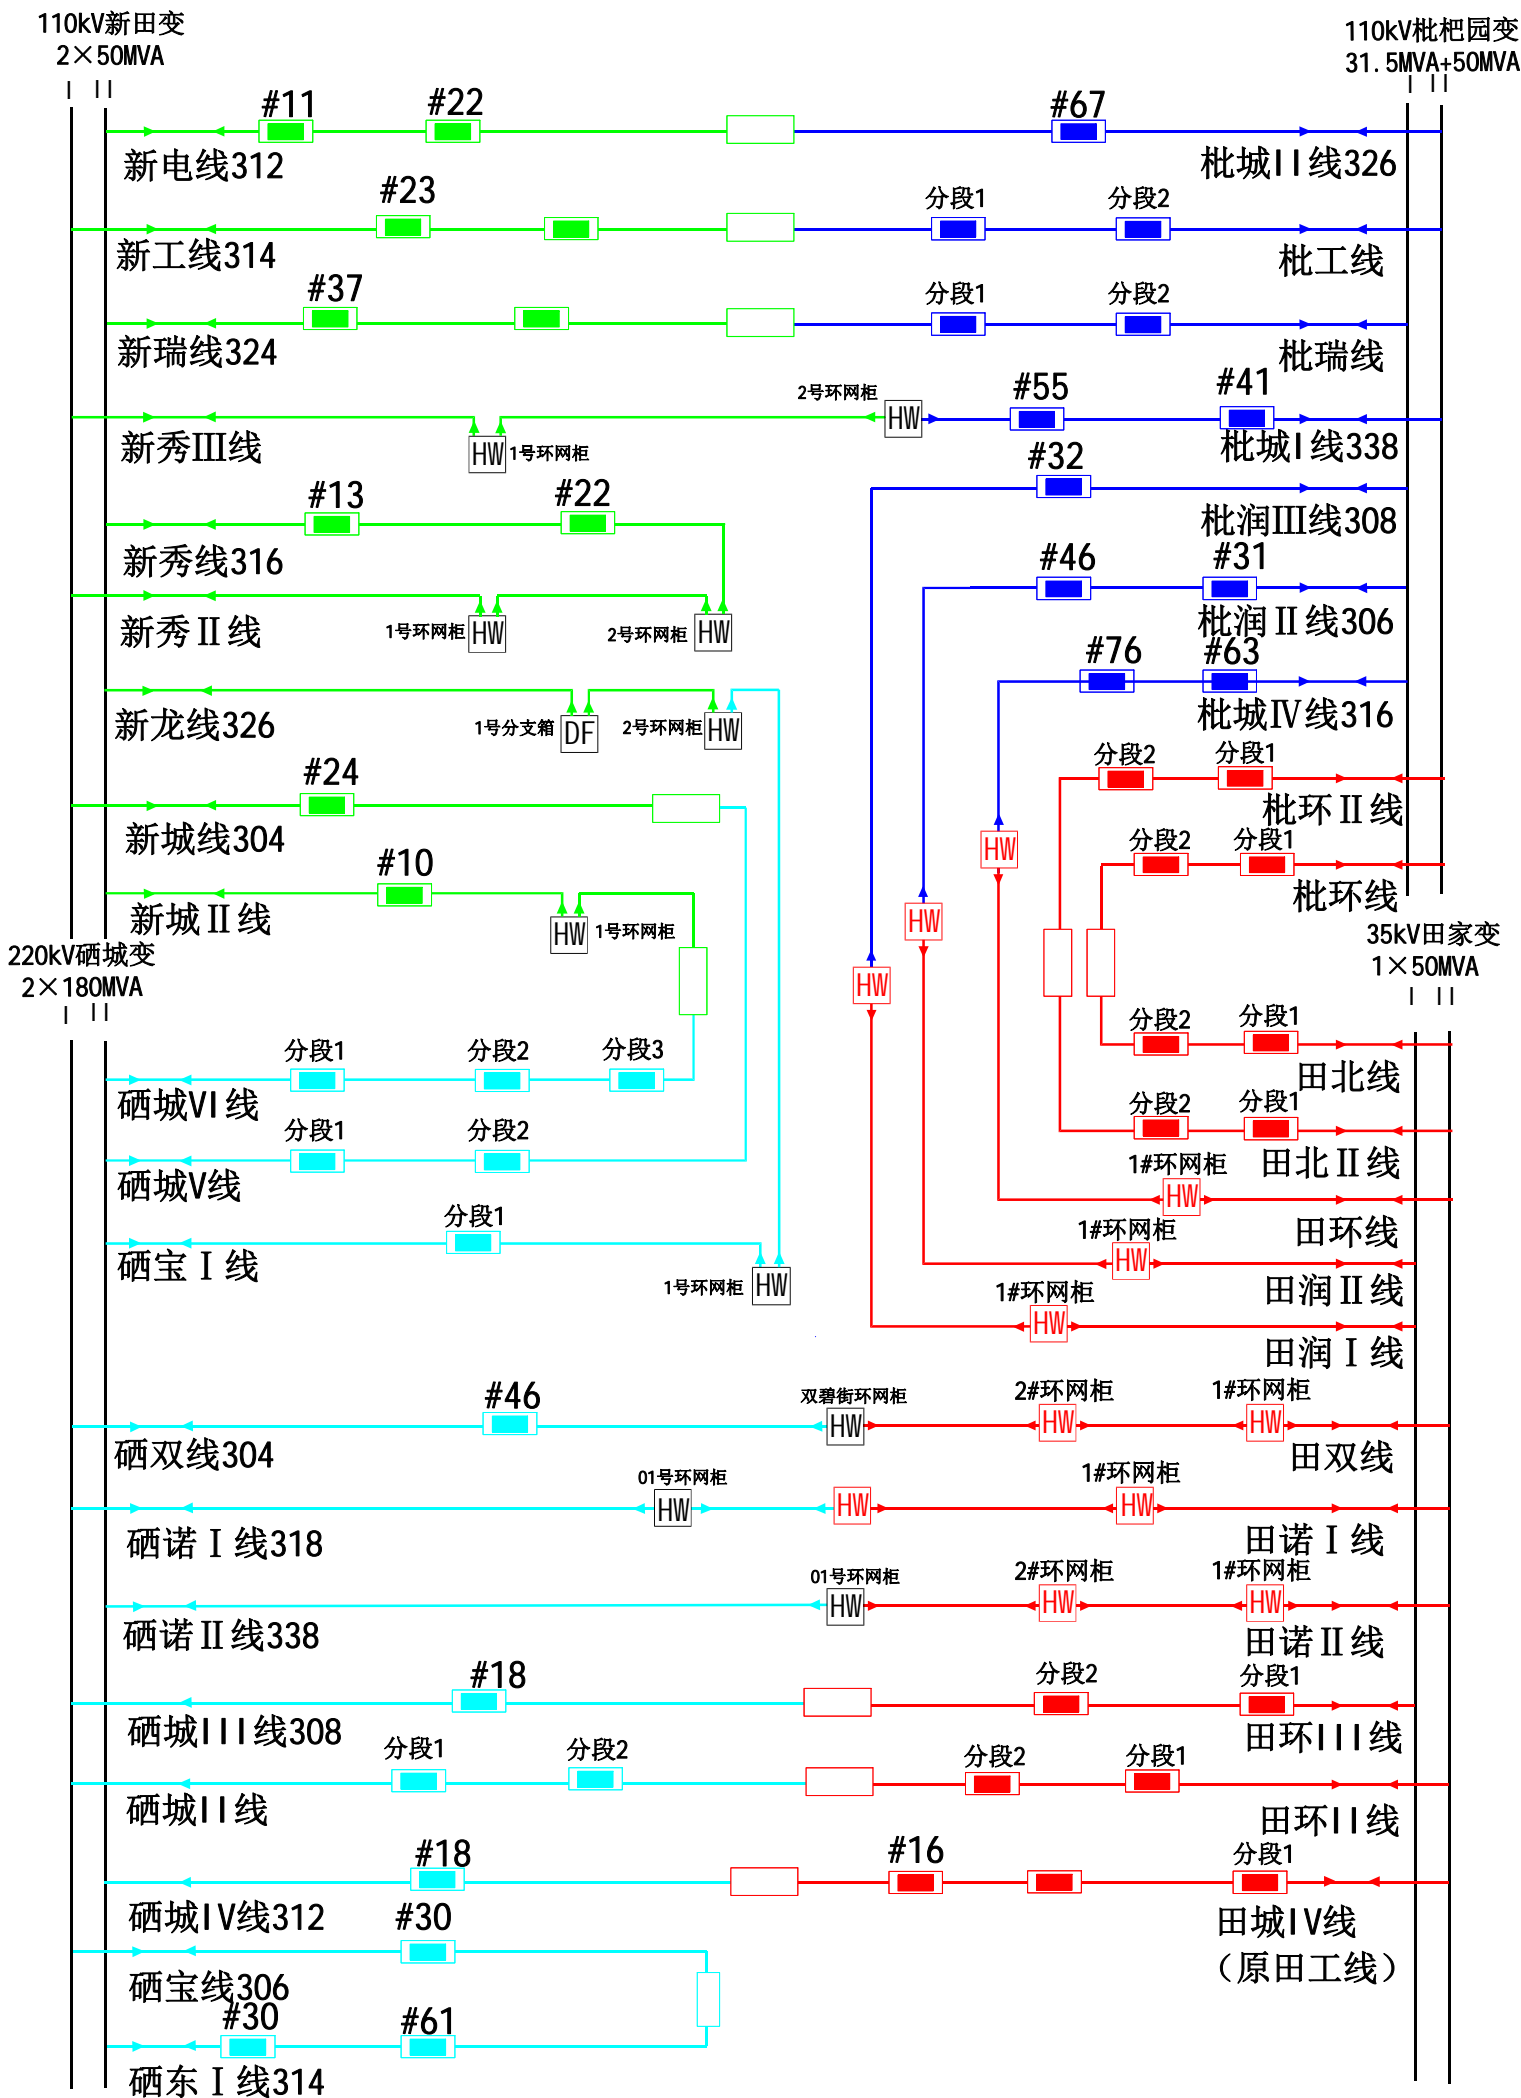 110kV新田变
2×50MVA
110kV枇杷园变
31.5MVA+50MVA
#11
#22
#67
新电线312
枇城II线326
#23
分段1
分段2
新工线314
枇工线
#37
分段1
分段2
新瑞线324
枇瑞线
2号环网柜
#55
#41
HW
新秀III线
HW
1号环网柜
枇城I线338
#32
#13
#22
枇润III线308
新秀线316
#46
#31
新秀II线
1号环网柜
HW
2号环网柜
HW
枇润II线306
#76
#63
新龙线326
1号分支箱
DF
2号环网柜
HW
枇城IV线316
分段2
分段1
#24
枇环II线
新城线304
HW
分段2
分段1
#10
枇环线
新城II线
HW
1号环网柜
HW
220kV硒城变
2×180MVA
35kV田家变
1×50MVA
HW
分段2
分段1
分段1
分段2
分段3
田北线
硒城VI线
分段2
分段1
分段1
分段2
田北II线
硒城V线
1#环网柜
HW
分段1
田环线
硒宝I线
1号环网柜
HW
1#环网柜
HW
田润II线
1#环网柜
HW
田润I线
#46
双碧街环网柜
2#环网柜
1#环网柜
HW
HW
HW
硒双线304
田双线
01号环网柜
1#环网柜
HW
HW
HW
硒诺I线318
田诺I线
01号环网柜
2#环网柜
1#环网柜
HW
HW
HW
硒诺II线338
田诺II线
#18
分段2
分段1
硒城III线308
田环III线
分段1
分段2
分段2
分段1
硒城II线
田环II线
#18
#16
分段1
硒城IV线312
田城IV线
（原田工线）
#30
硒宝线306
#30
#61
硒东I线314